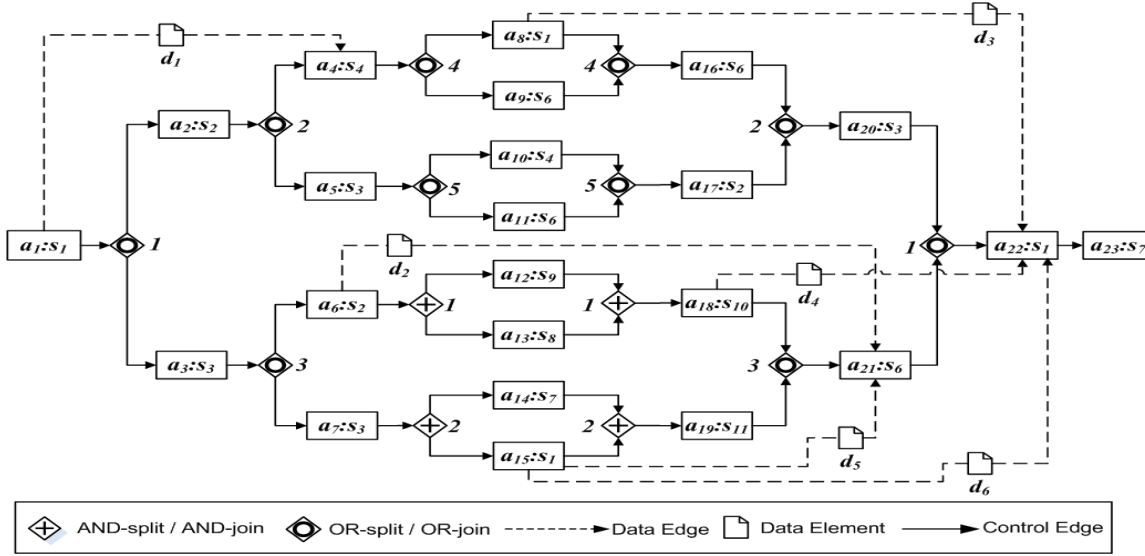 a8:s1
d3
d1
a4:s4
4
4
a16:s6
a9:s6
a2:s2
2
2
a20:s3
a10:s4
a5:s3
5
5
a17:s2
a11:s6
a1:s1
1
d2
1
a22:s1
a23:s7
a12:s9
a6:s2
1
1
a18:s10
d4
a13:s8
a3:s3
3
3
a21:s6
a14:s7
a7:s3
2
2
a19:s11
a15:s1
d5
d6
AND-split / AND-join
OR-split / OR-join
Data Edge
Data Element
Control Edge